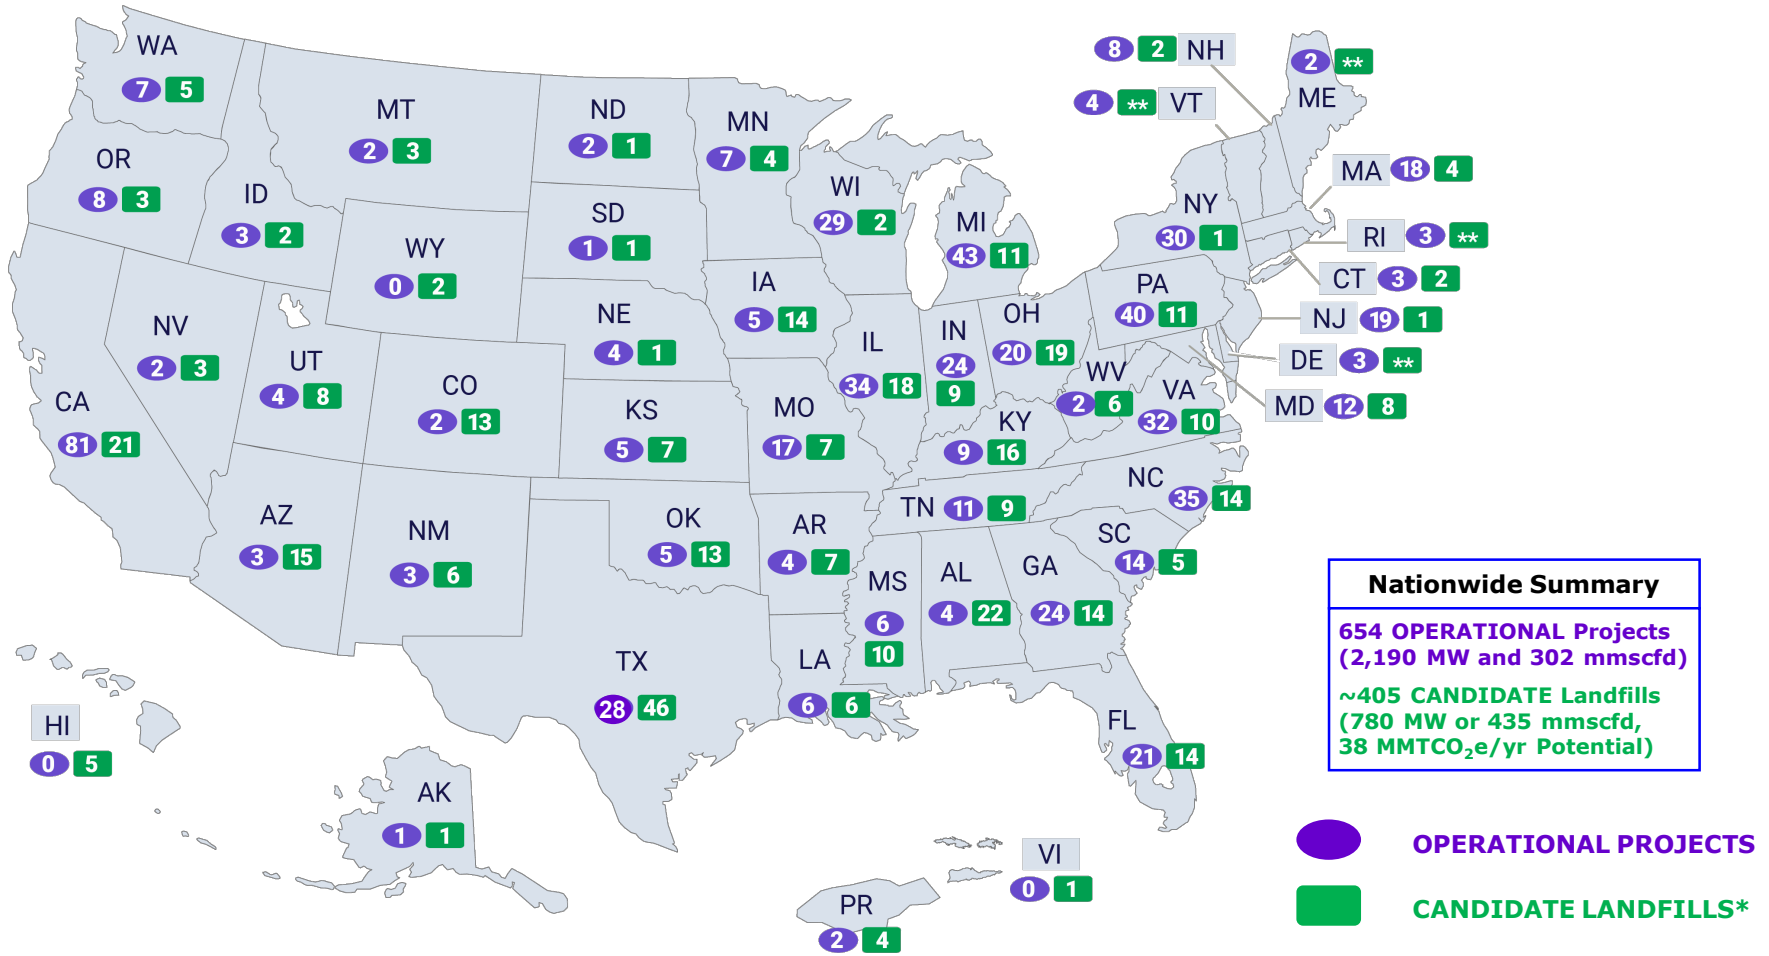 WA
7 5
OR
8 3
ID
3 2
MT
2 3
ND
2 1
MN
7 4
SD
1 1
WY
0 2
WI
29 2
MI
43 11
8 2 NH
4 ** VT
2 **
ME
MA 18 4
NY
30 1
RI 3 **
CT 3 2
PA
40 11
NJ 19 1
DE 3 **
MD 12 8
NV
2 3
UT
4 8
CA
81 21
CO
2 13
NE
4 1
IA
5 14
IL
34 18
IN
24
9
OH
20 19
WV
2 6
VA
32 10
KS
5 7
MO
17 7
KY
9 16
TN 11 9
NC
35 14
AZ
3 15
NM
3 6
OK
5 13
AR
4 7
MS
6
10
AL
4 22
GA
24 14
SC
14 5
TX
28 46
LA
6 6
FL
21 14
HI
0 5
AK
1 1
PR
2 4
VI
0 1
Nationwide Summary
654 OPERATIONAL Projects
(2,190 MW and 302 mmscfd)
~405 CANDIDATE Landfills
(780 MW or 435 mmscfd,
38 MMTCO₂e/yr Potential)
OPERATIONAL PROJECTS
CANDIDATE LANDFILLS*